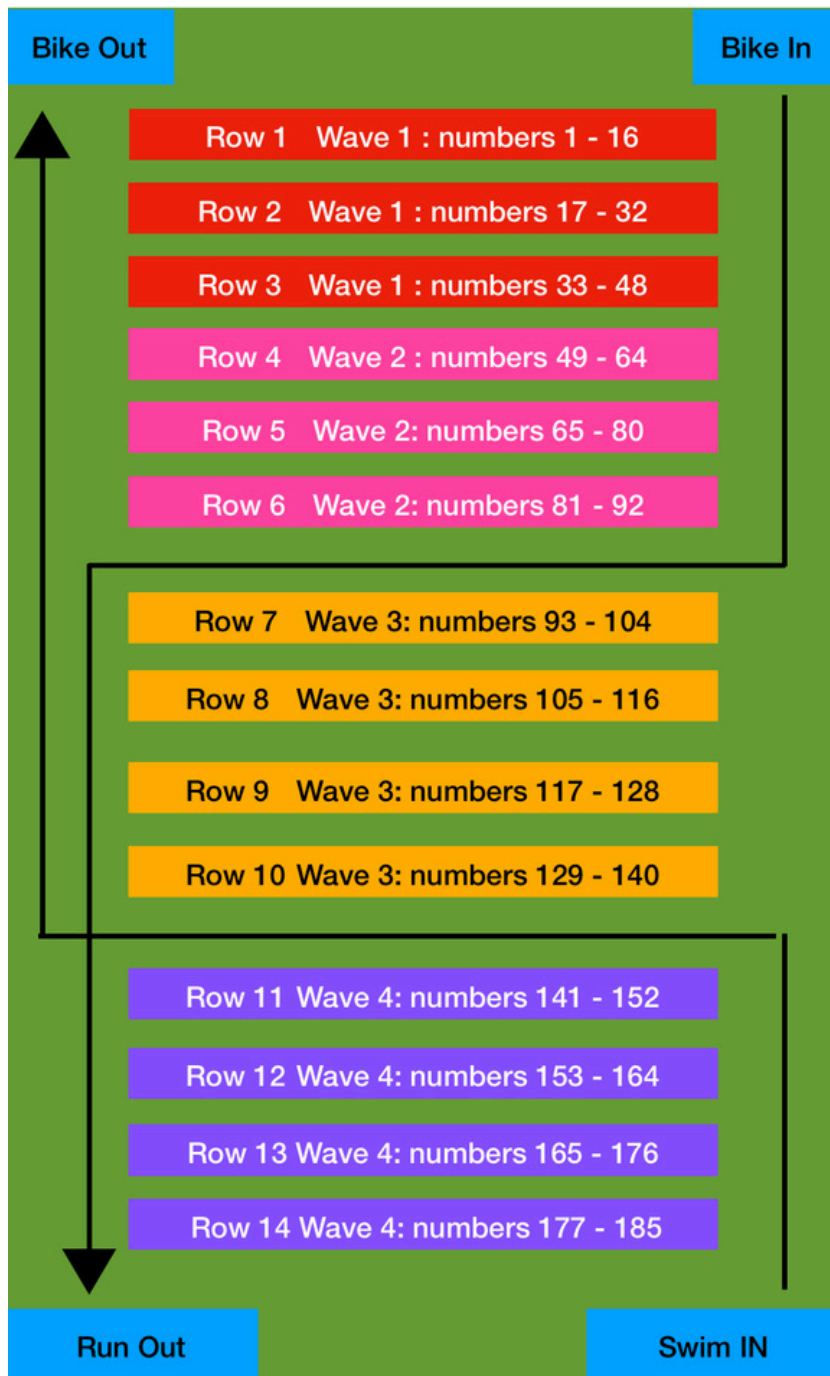 Bike Out
Bike In
Row 1 Wave 1 : numbers 1 - 16
Row 2 Wave 1 : numbers 17 - 32
Row 3 Wave 1 : numbers 33 - 48
Row 4 Wave 2 : numbers 49 - 64
Row 5 Wave 2: numbers 65 - 80
Row 6 Wave 2: numbers 81 - 92
Row 7 Wave 3: numbers 93 - 104
Row 8 Wave 3: numbers 105 - 116
Row 9 Wave 3: numbers 117 - 128
Row 10 Wave 3: numbers 129 - 140
Row 11 Wave 4: numbers 141 - 152
Row 12 Wave 4: numbers 153 - 164
Row 13 Wave 4: numbers 165 - 176
Row 14 Wave 4: numbers 177 - 185
Run Out
Swim IN